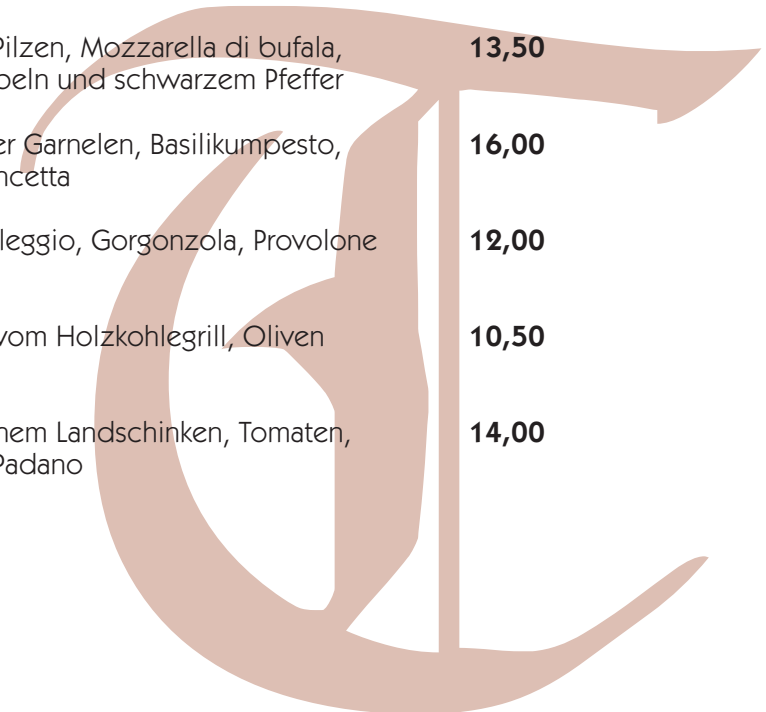 Pilzen, Mozzarella di bufala, 13,50
beln und schwarzem Pfeffer
er Garnelen, Basilikumpesto, 16,00
ncetta
leggio, Gorgonzola, Provolone 12,00
vom Holzkohlegrill, Oliven 10,50
nem Landschinken, Tomaten, 14,00
Padano